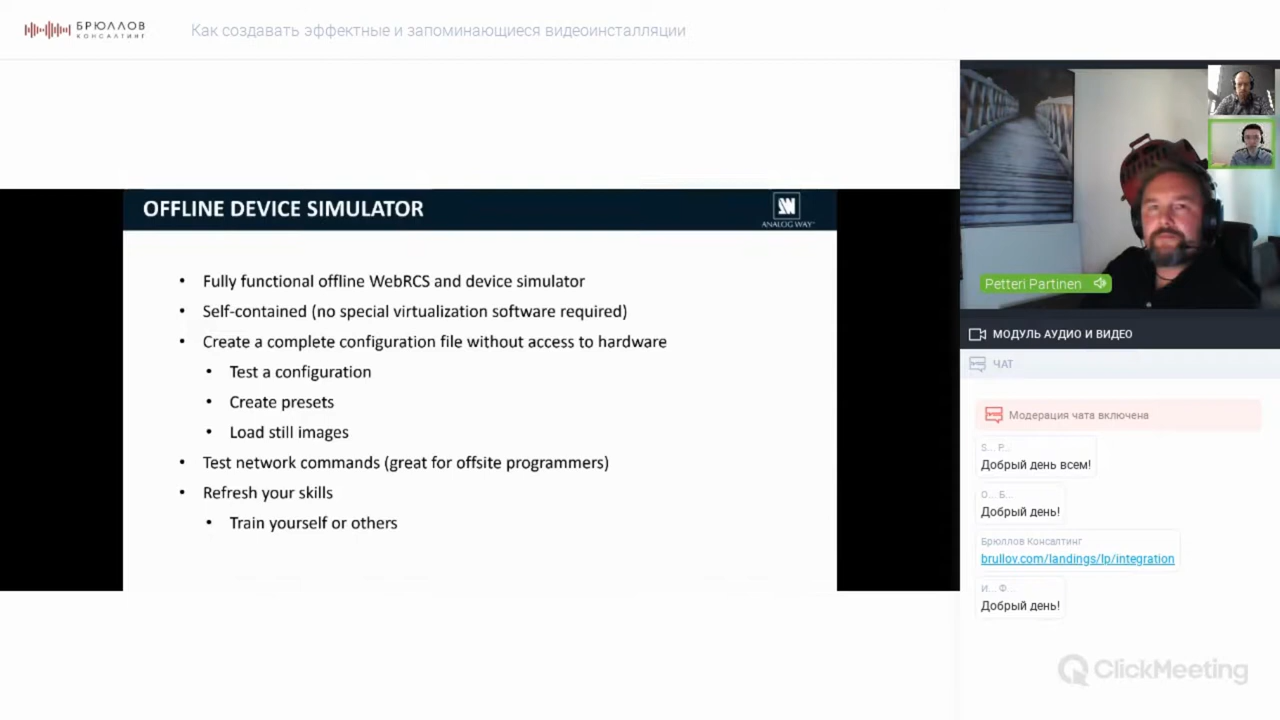 БРЮЛЛОВ
КОНСАЛТИНГ
Как создавать эффектные и запоминающиеся видеоинсталляции
OFFLINE DEVICE SIMULATOR
ANALOG WAY
• Fully functional offline WebRCS and device simulator
• Self-contained (no special virtualization software required)
• Create a complete configuration file without access to hardware
• Test a configuration
• Create presets
• Load still images
• Test network commands (great for offsite programmers)
• Refresh your skills
• Train yourself or others
Petteri Partinen
МОДУЛЬ АУДИО И ВИДЕО
ЧАТ
Модерация чата включена
S... P...
Добрый день всем!
О... Б...
Добрый день!
Брюллов Консалтинг
brullov.com/landings/lp/integration
И... Ф...
Добрый день!
ClickMeeting